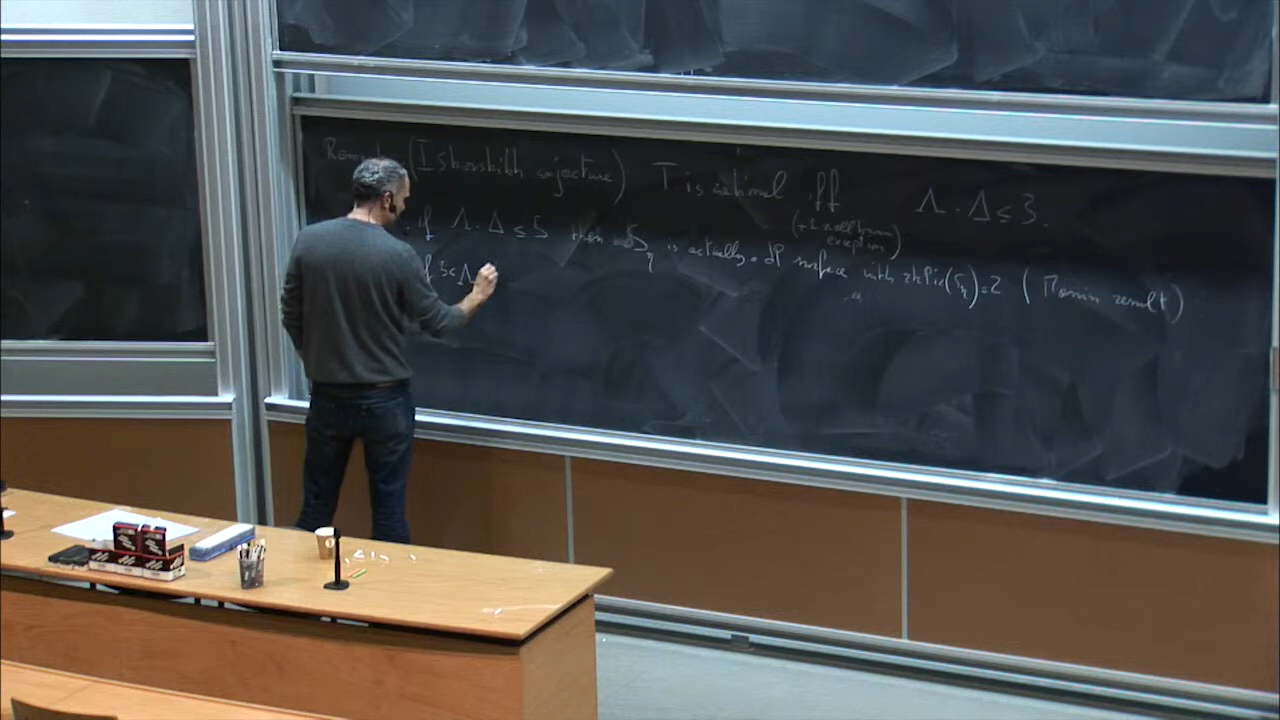 (Iskovskikh conjecture) T is rational iff Λ . Δ ≤ 3.
(+1 well known exception)
. if Λ . Δ ≤ 5 then S_η is actually a dP surface with rk Pic(S_η) = 2 (Manin result)
if 3 < Λ